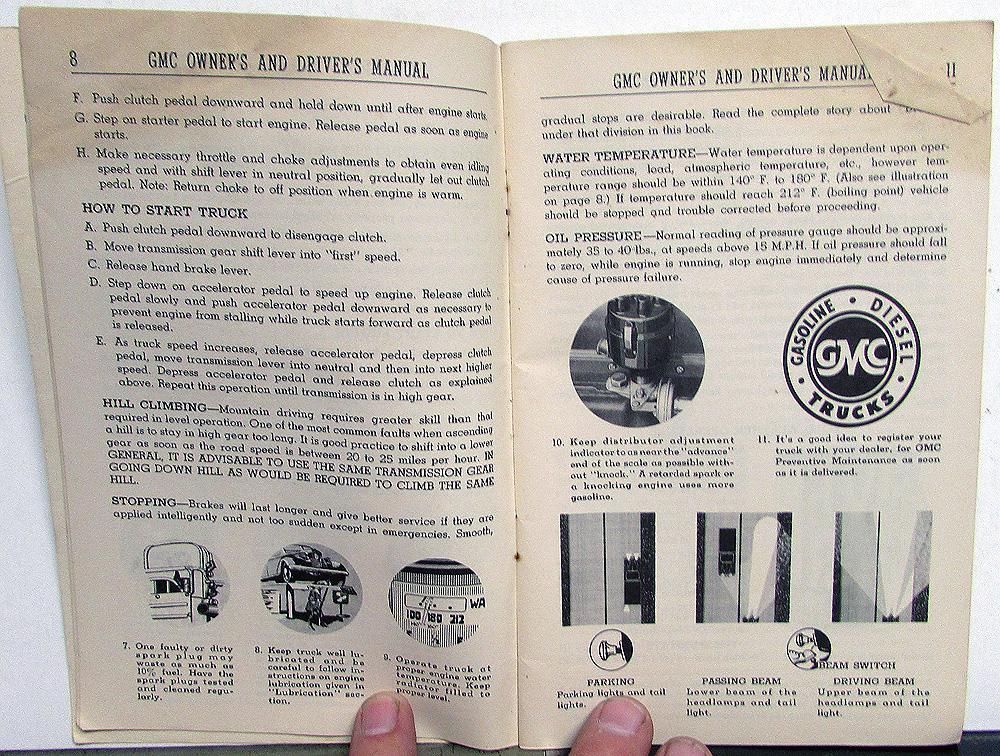 8 GMC OWNER'S AND DRIVER'S MANUAL
F. Push clutch pedal downward and hold down until after engine starts.
G. Step on starter pedal to start engine. Release pedal as soon as engine
starts.
H. Make necessary throttle and choke adjustments to obtain even idling
speed and with shift lever in neutral position, gradually let out clutch
pedal. Note: Return choke to off position when engine is warm.
HOW TO START TRUCK
A. Push clutch pedal downward to disengage clutch.
B. Move transmission gear shift lever into "first" speed.
C. Release hand brake lever.
D. Step down on accelerator pedal to speed up engine. Release clutch
pedal slowly and push accelerator pedal downward as necessary to
prevent engine from stalling while truck starts forward as clutch pedal
is released.
E. As truck speed increases, release accelerator pedal, depress clutch
pedal, move transmission lever into neutral and then into next higher
speed. Depress accelerator pedal and release clutch as explained
above. Repeat this operation until transmission is in high gear.
HILL CLIMBING—Mountain driving requires greater skill than that
required in level operation. One of the most common faults when ascending
a hill is to stay in high gear too long. It is good practice to shift into a lower
gear as soon as the road speed is between 20 to 25 miles per hour. IN
GENERAL, IT IS ADVISABLE TO USE THE SAME TRANSMISSION GEAR
GOING DOWN HILL AS WOULD BE REQUIRED TO CLIMB THE SAME
HILL.
STOPPING—Brakes will last longer and give better service if they are
applied intelligently and not too sudden except in emergencies. Smooth,
WA
100 180 212
7. One faulty or dirty
spark plug may
waste as much as
10% fuel. Have the
spark plugs tested
and cleaned regu-
larly.
8. Keep truck well lu-
bricated and be
careful to follow in-
structions on engine
lubrication given in
"Lubrication" sec-
tion.
9. Operate truck at
proper engine water
temperature. Keep
radiator filled to
proper level.
GMC OWNER'S AND DRIVER'S MANUAL 11
gradual stops are desirable. Read the complete story about
under that division in this book.
WATER TEMPERATURE—Water temperature is dependent upon oper-
ating conditions, load, atmospheric temperature, etc., however tem-
perature range should be within 140° F. to 180° F. (Also see illustration
on page 8.) If temperature should reach 212° F. (boiling point) vehicle
should be stopped and trouble corrected before proceeding.
OIL PRESSURE—Normal reading of pressure gauge should be approxi-
mately 35 to 40 lbs., at speeds above 15 M.P.H. If oil pressure should fall
to zero, while engine is running, stop engine immediately and determine
cause of pressure failure.
GASOLINE • DIESEL
GMC
• TRUCKS •
10. Keep distributor adjustment
indicator to as near the "advance"
end of the scale as possible with-
out "knock." A retarded spark or
a knocking engine uses more
gasoline.
11. It's a good idea to register your
truck with your dealer, for GMC
Preventive Maintenance as soon
as it is delivered.
BEAM SWITCH
PARKING
Parking lights and tail
lights.
PASSING BEAM
Lower beam of the
headlamps and tail
light.
DRIVING BEAM
Upper beam of the
headlamps and tail
light.